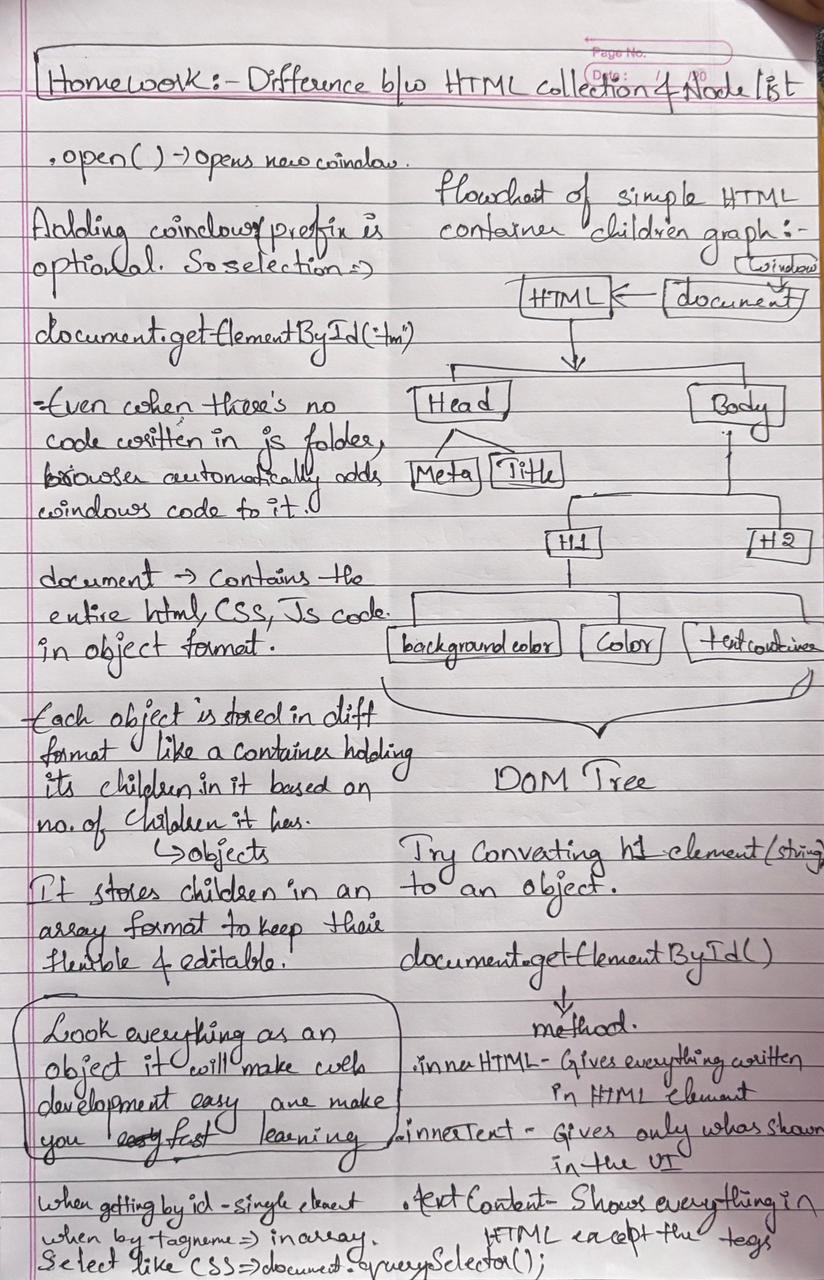 Page No.
Date: / /20
Homework:- Difference b/w HTML collection & Node list
.open() → opens new window.
Adding window prefix is
optional. So selection ⇒
document.getElementById("tm")
=Even when there's no
code written in js folder,
browser automatically adds
windows code to it.
document → contains the
entire html, CSS, Js code.
in object format.
Each object is stored in diff
format like a container holding
its children in it based on
no. of children it has.
↳objects
It stores children in an
array format to keep their
flexible & editable.
Look everything as an
object it will make web
development easy ane make
you fast learning
when getting by id - single element
when by tagname ⇒ in array.
Select like CSS ⇒ document.querySelector();
flowchart of simple HTML
container children graph:-
window
HTML ← document
Head Body
Meta Title
H1 H2
backgroundcolor Color
DOM Tree
Try Converting h1 element (string)
to an object.
document.getElementById()
↓
method.
.innerHTML - Gives everything written
in HTML element
.innerText - Gives only whas shown
in the UI
.textContent- Shows everything in
HTML except the tegs